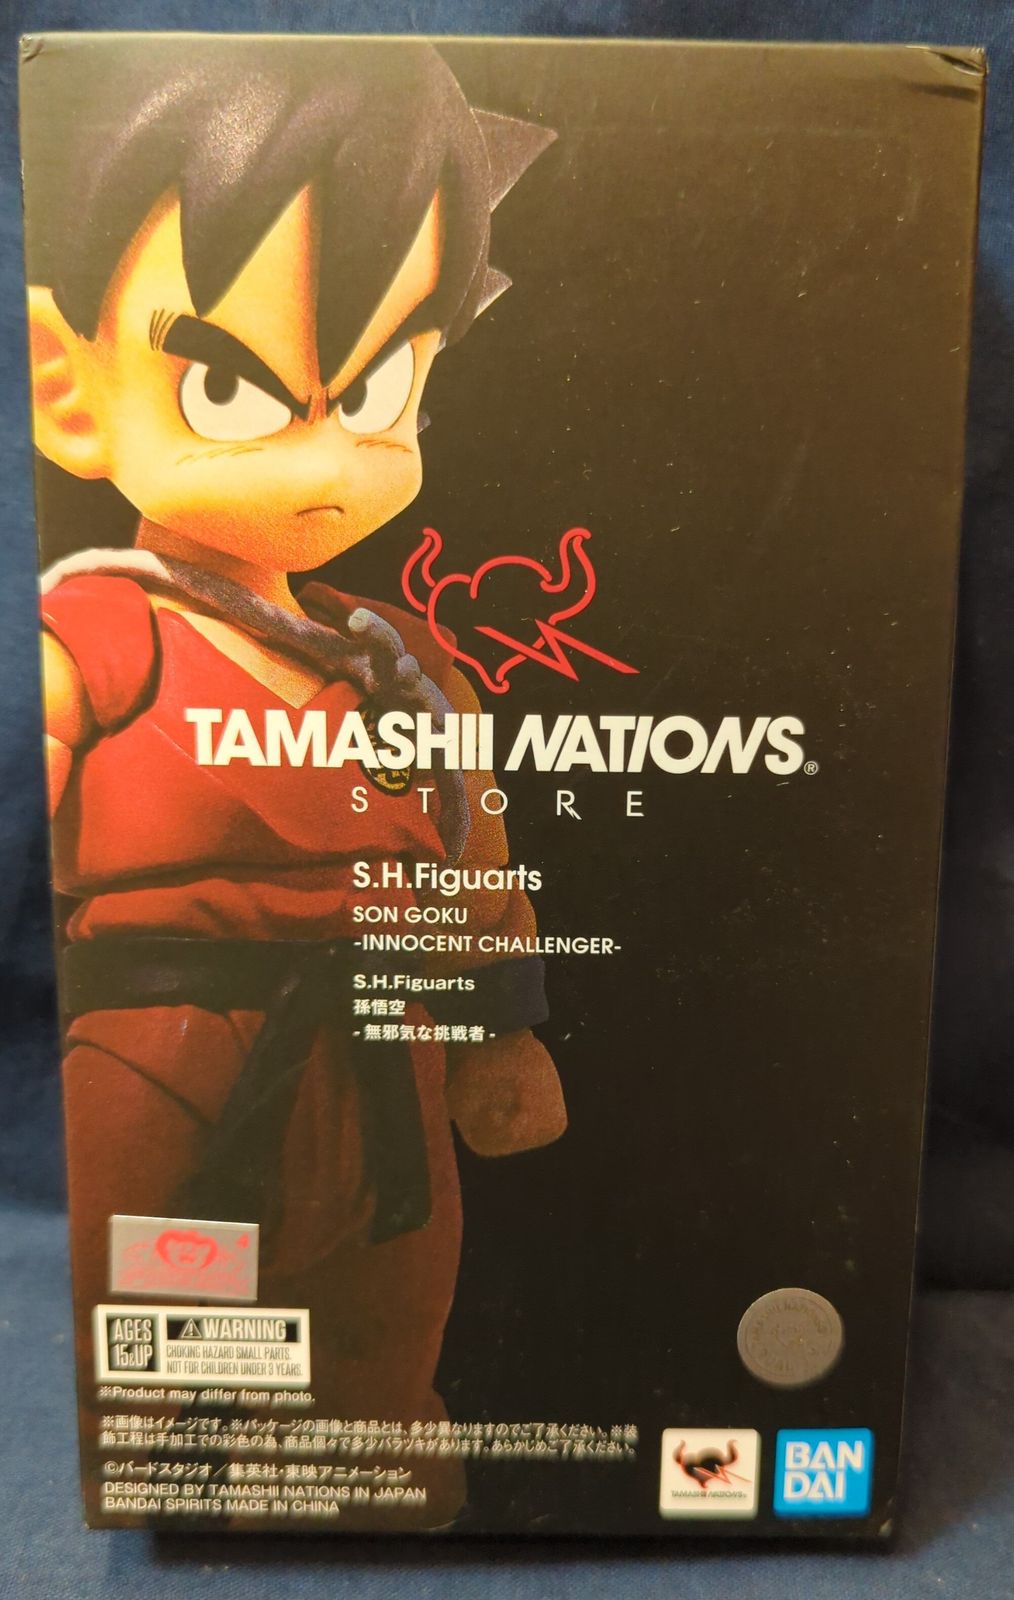 TAMASHII NATIONS®
STORE
S.H.Figuarts
SON GOKU
-INNOCENT CHALLENGER-
S.H.Figuarts
孫悟空
- 無邪気な挑戦者 -
4
AGES
15&UP
⚠WARNING
CHOKING HAZARD SMALL PARTS.
NOT FOR CHILDREN UNDER 3 YEARS.
※Product may differ from photo.
※画像はイメージです。※パッケージの画像と商品とは、多少異なりますのでご了承ください。※装
飾工程は手加工での彩色の為、商品個々で多少バラツキがあります。あらかじめご了承ください。
©バードスタジオ/集英社・東映アニメーション
DESIGNED BY TAMASHII NATIONS IN JAPAN
BANDAI SPIRITS MADE IN CHINA
TAMASHII NATIONS
BAN
DAI